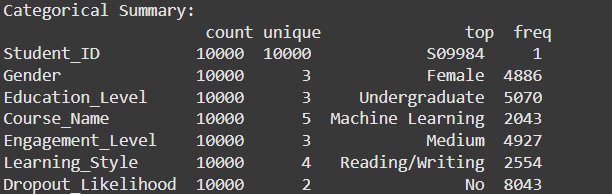 Categorical Summary:
count unique top freq
Student_ID 10000 10000 S09984 1
Gender 10000 3 Female 4886
Education_Level 10000 3 Undergraduate 5070
Course_Name 10000 5 Machine Learning 2043
Engagement_Level 10000 3 Medium 4927
Learning_Style 10000 4 Reading/Writing 2554
Dropout_Likelihood 10000 2 No 8043